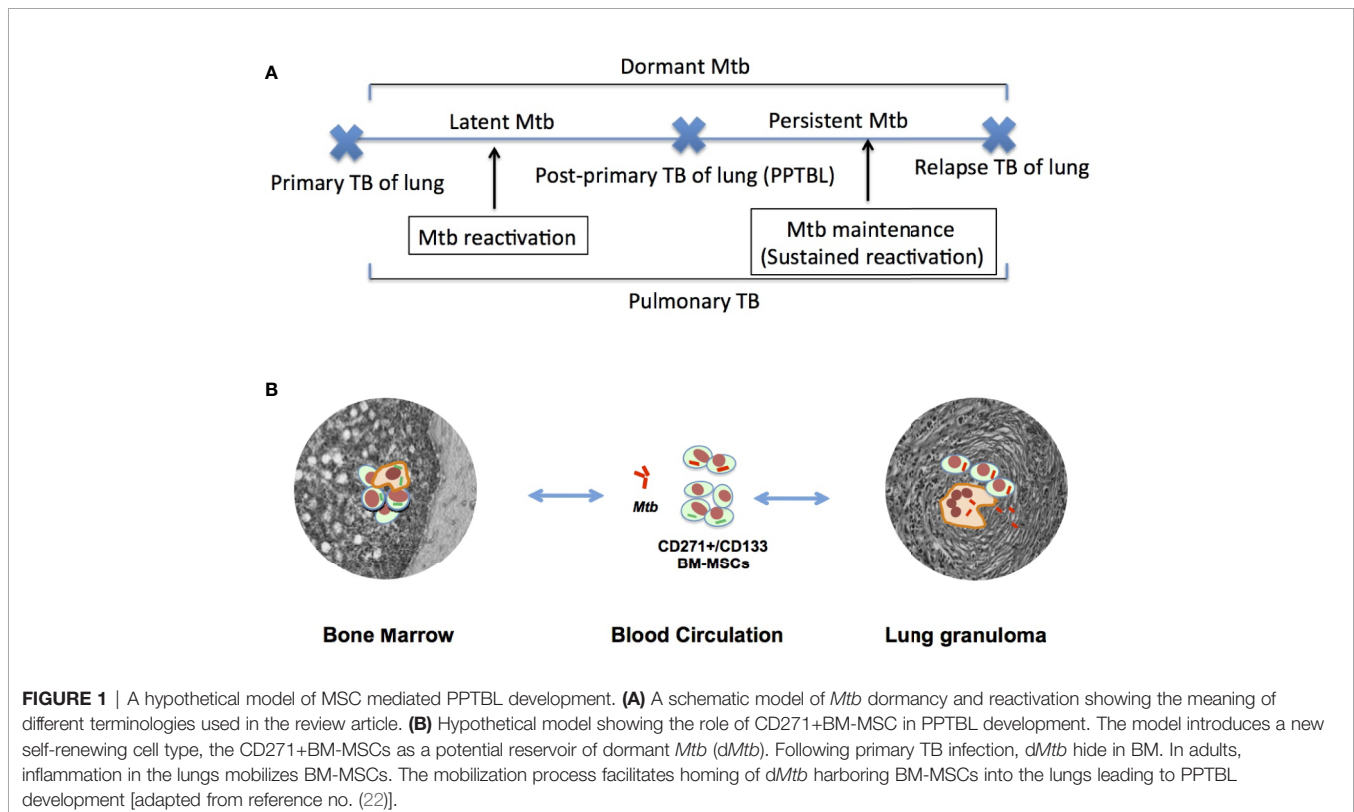 A
Dormant Mtb
Latent Mtb
Persistent Mtb
Primary TB of lung
Post-primary TB of lung (PPTBL)
Relapse TB of lung
Mtb reactivation
Mtb maintenance
(Sustained reactivation)
Pulmonary TB
B
Mtb
CD271+/CD133
BM-MSCs
Bone Marrow
Blood Circulation
Lung granuloma
FIGURE 1 | A hypothetical model of MSC mediated PPTBL development. (A) A schematic model of Mtb dormancy and reactivation showing the meaning of
different terminologies used in the review article. (B) Hypothetical model showing the role of CD271+BM-MSC in PPTBL development. The model introduces a new
self-renewing cell type, the CD271+BM-MSCs as a potential reservoir of dormant Mtb (dMtb). Following primary TB infection, dMtb hide in BM. In adults,
inflammation in the lungs mobilizes BM-MSCs. The mobilization process facilitates homing of dMtb harboring BM-MSCs into the lungs leading to PPTBL
development [adapted from reference no. (22)].